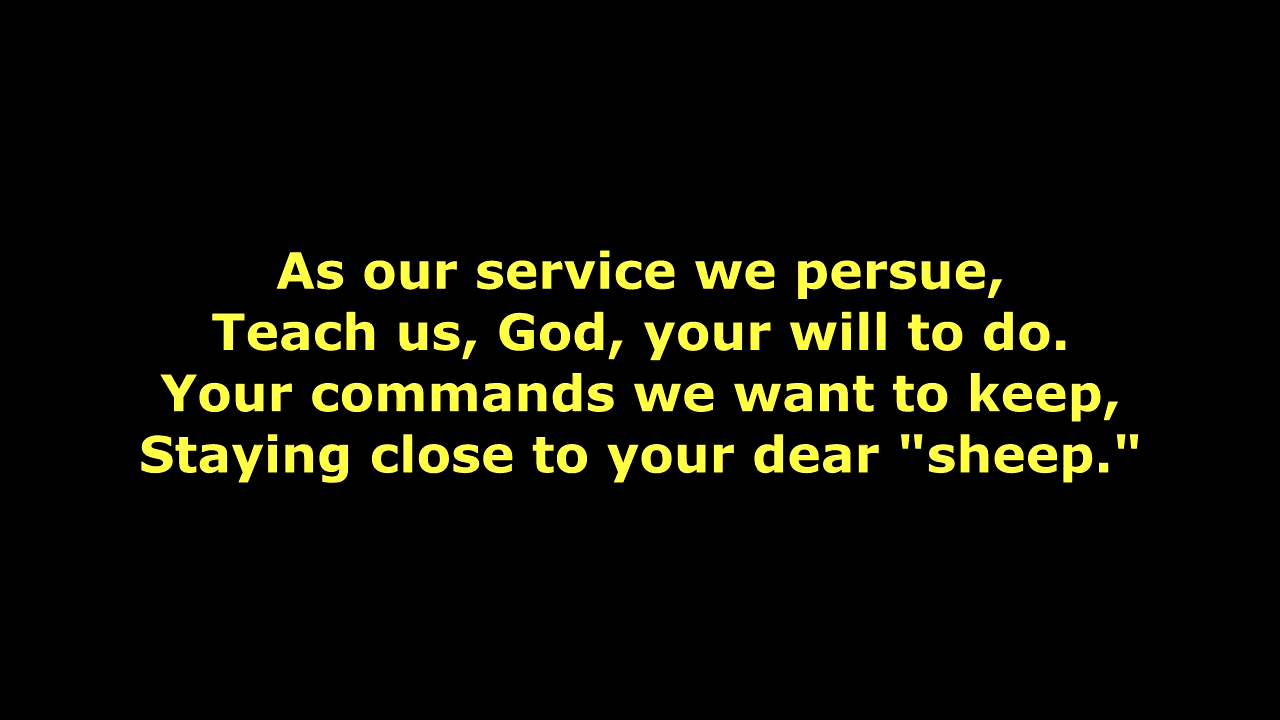 As our service we persue,
Teach us, God, your will to do.
Your commands we want to keep,
Staying close to your dear "sheep."